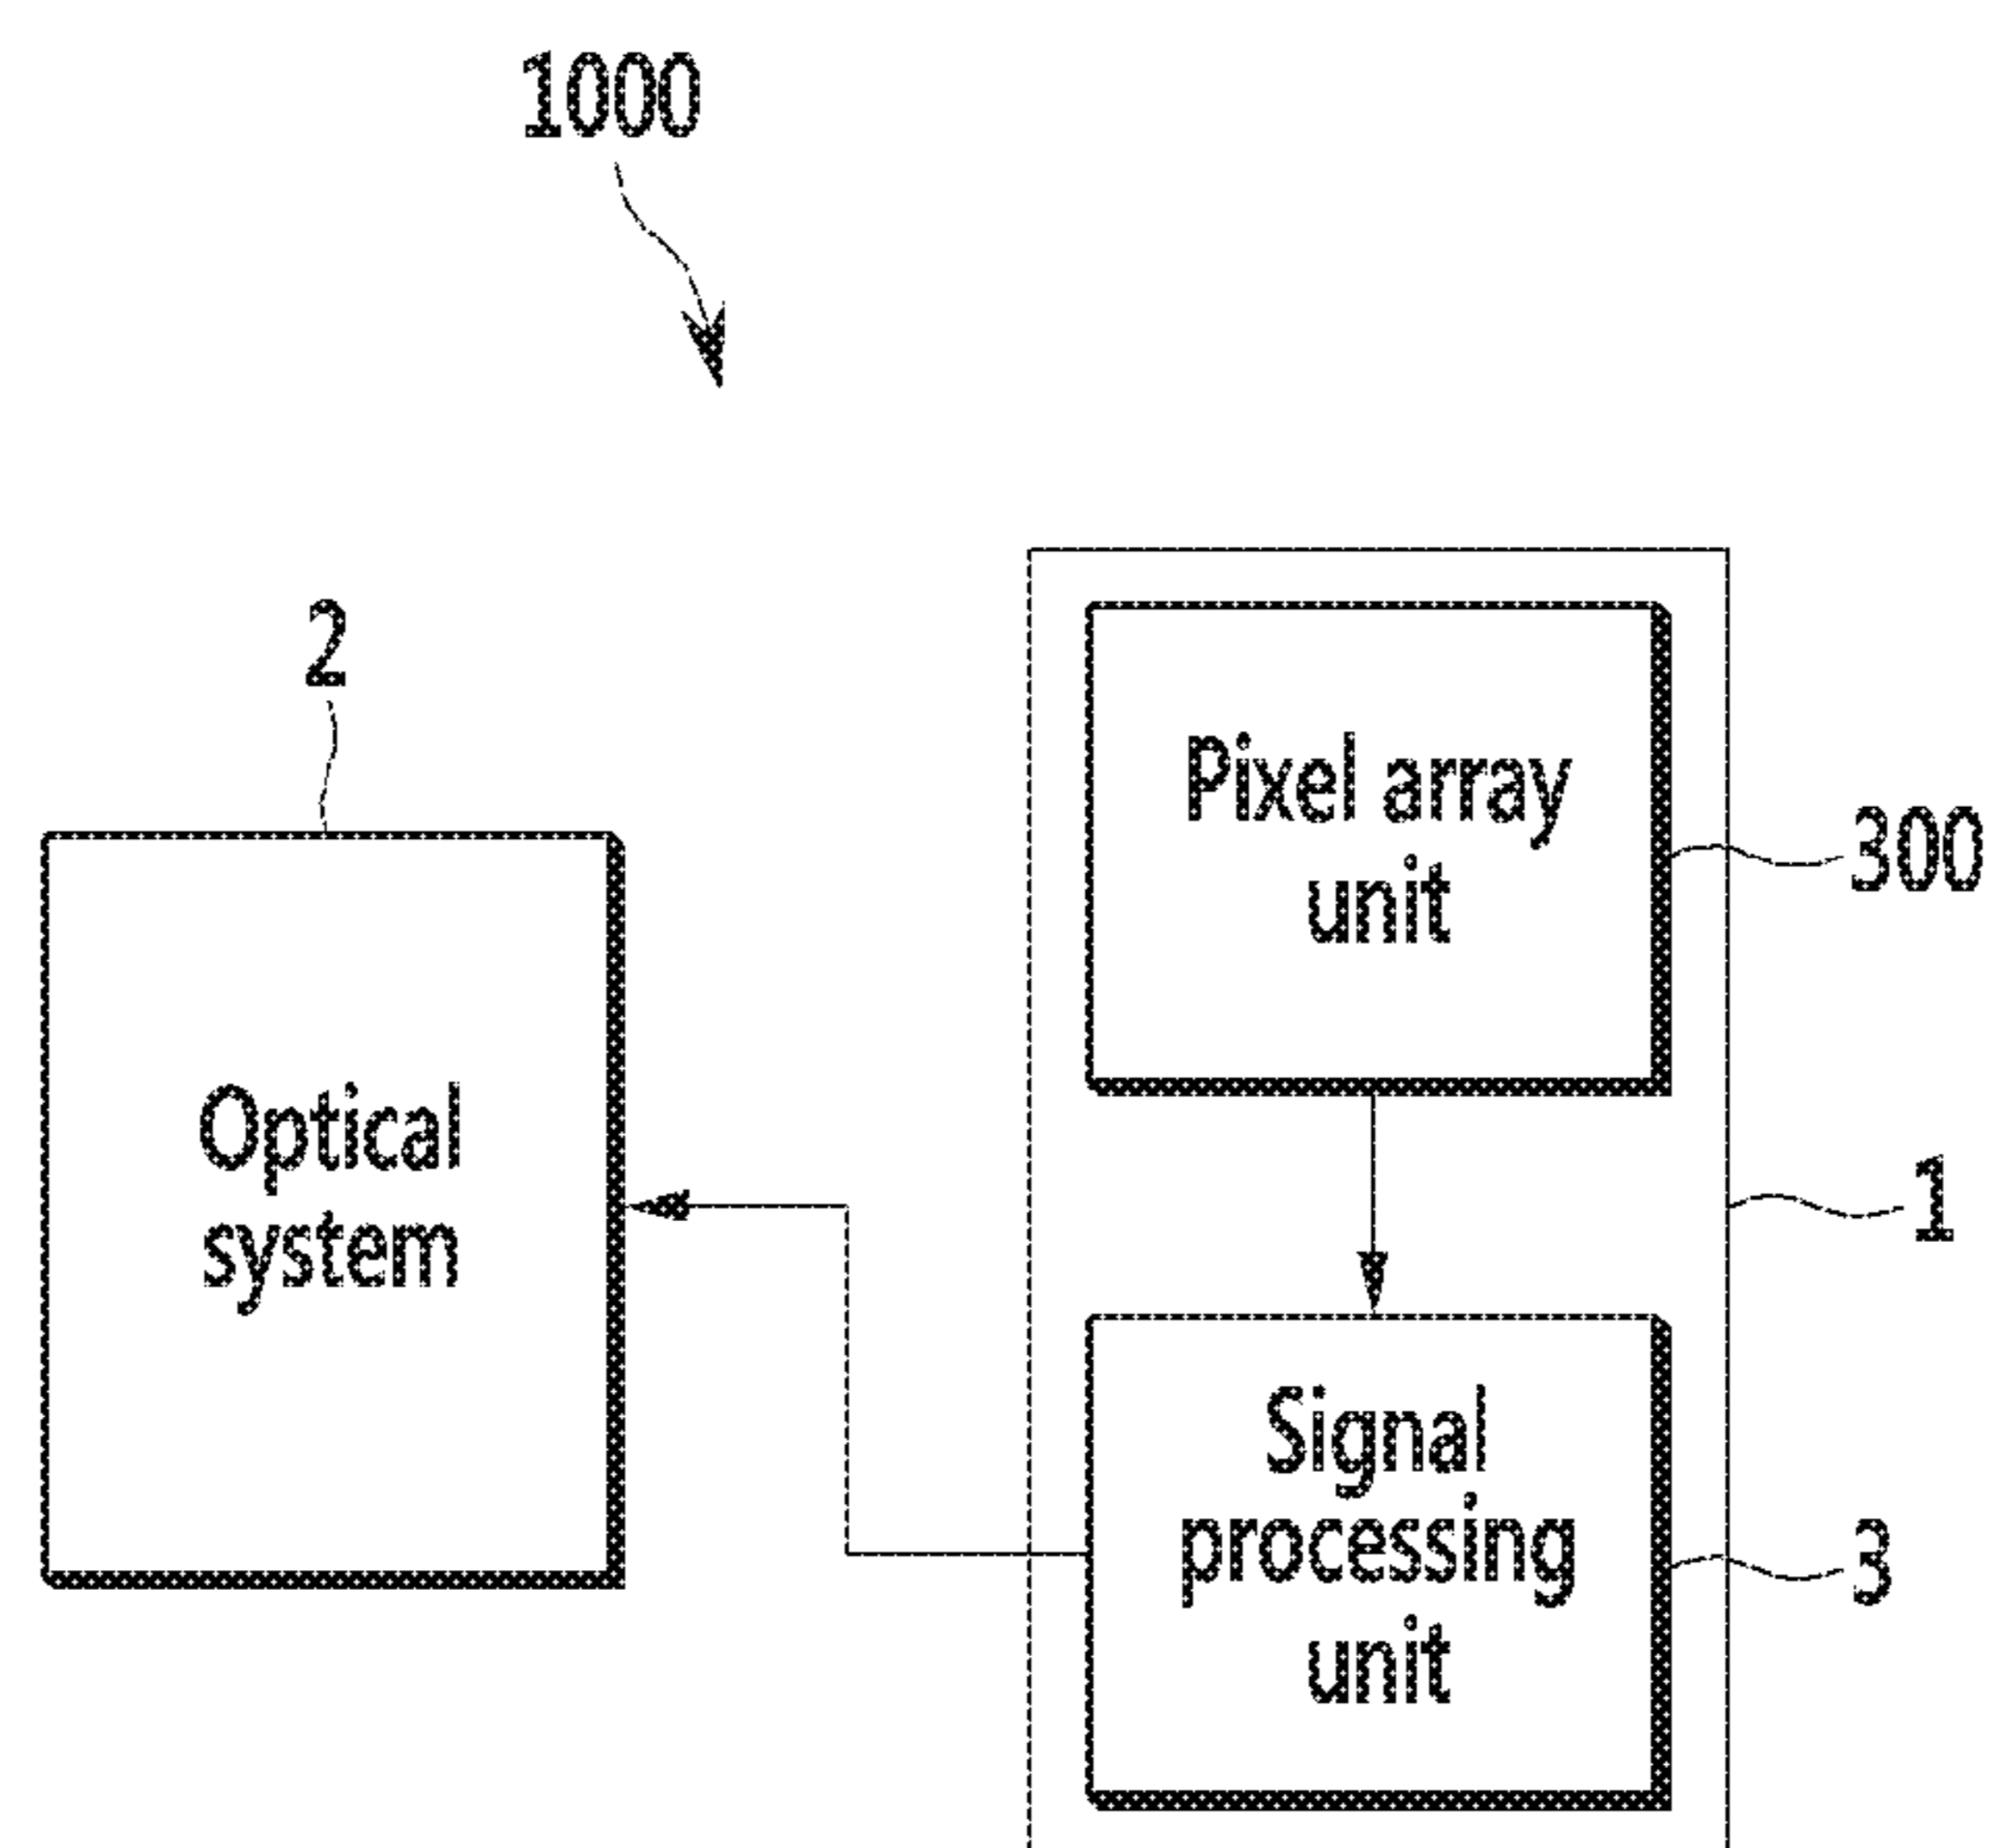 1000
2
Pixel array
unit
300
Optical
system
1
Signal
processing
unit
3